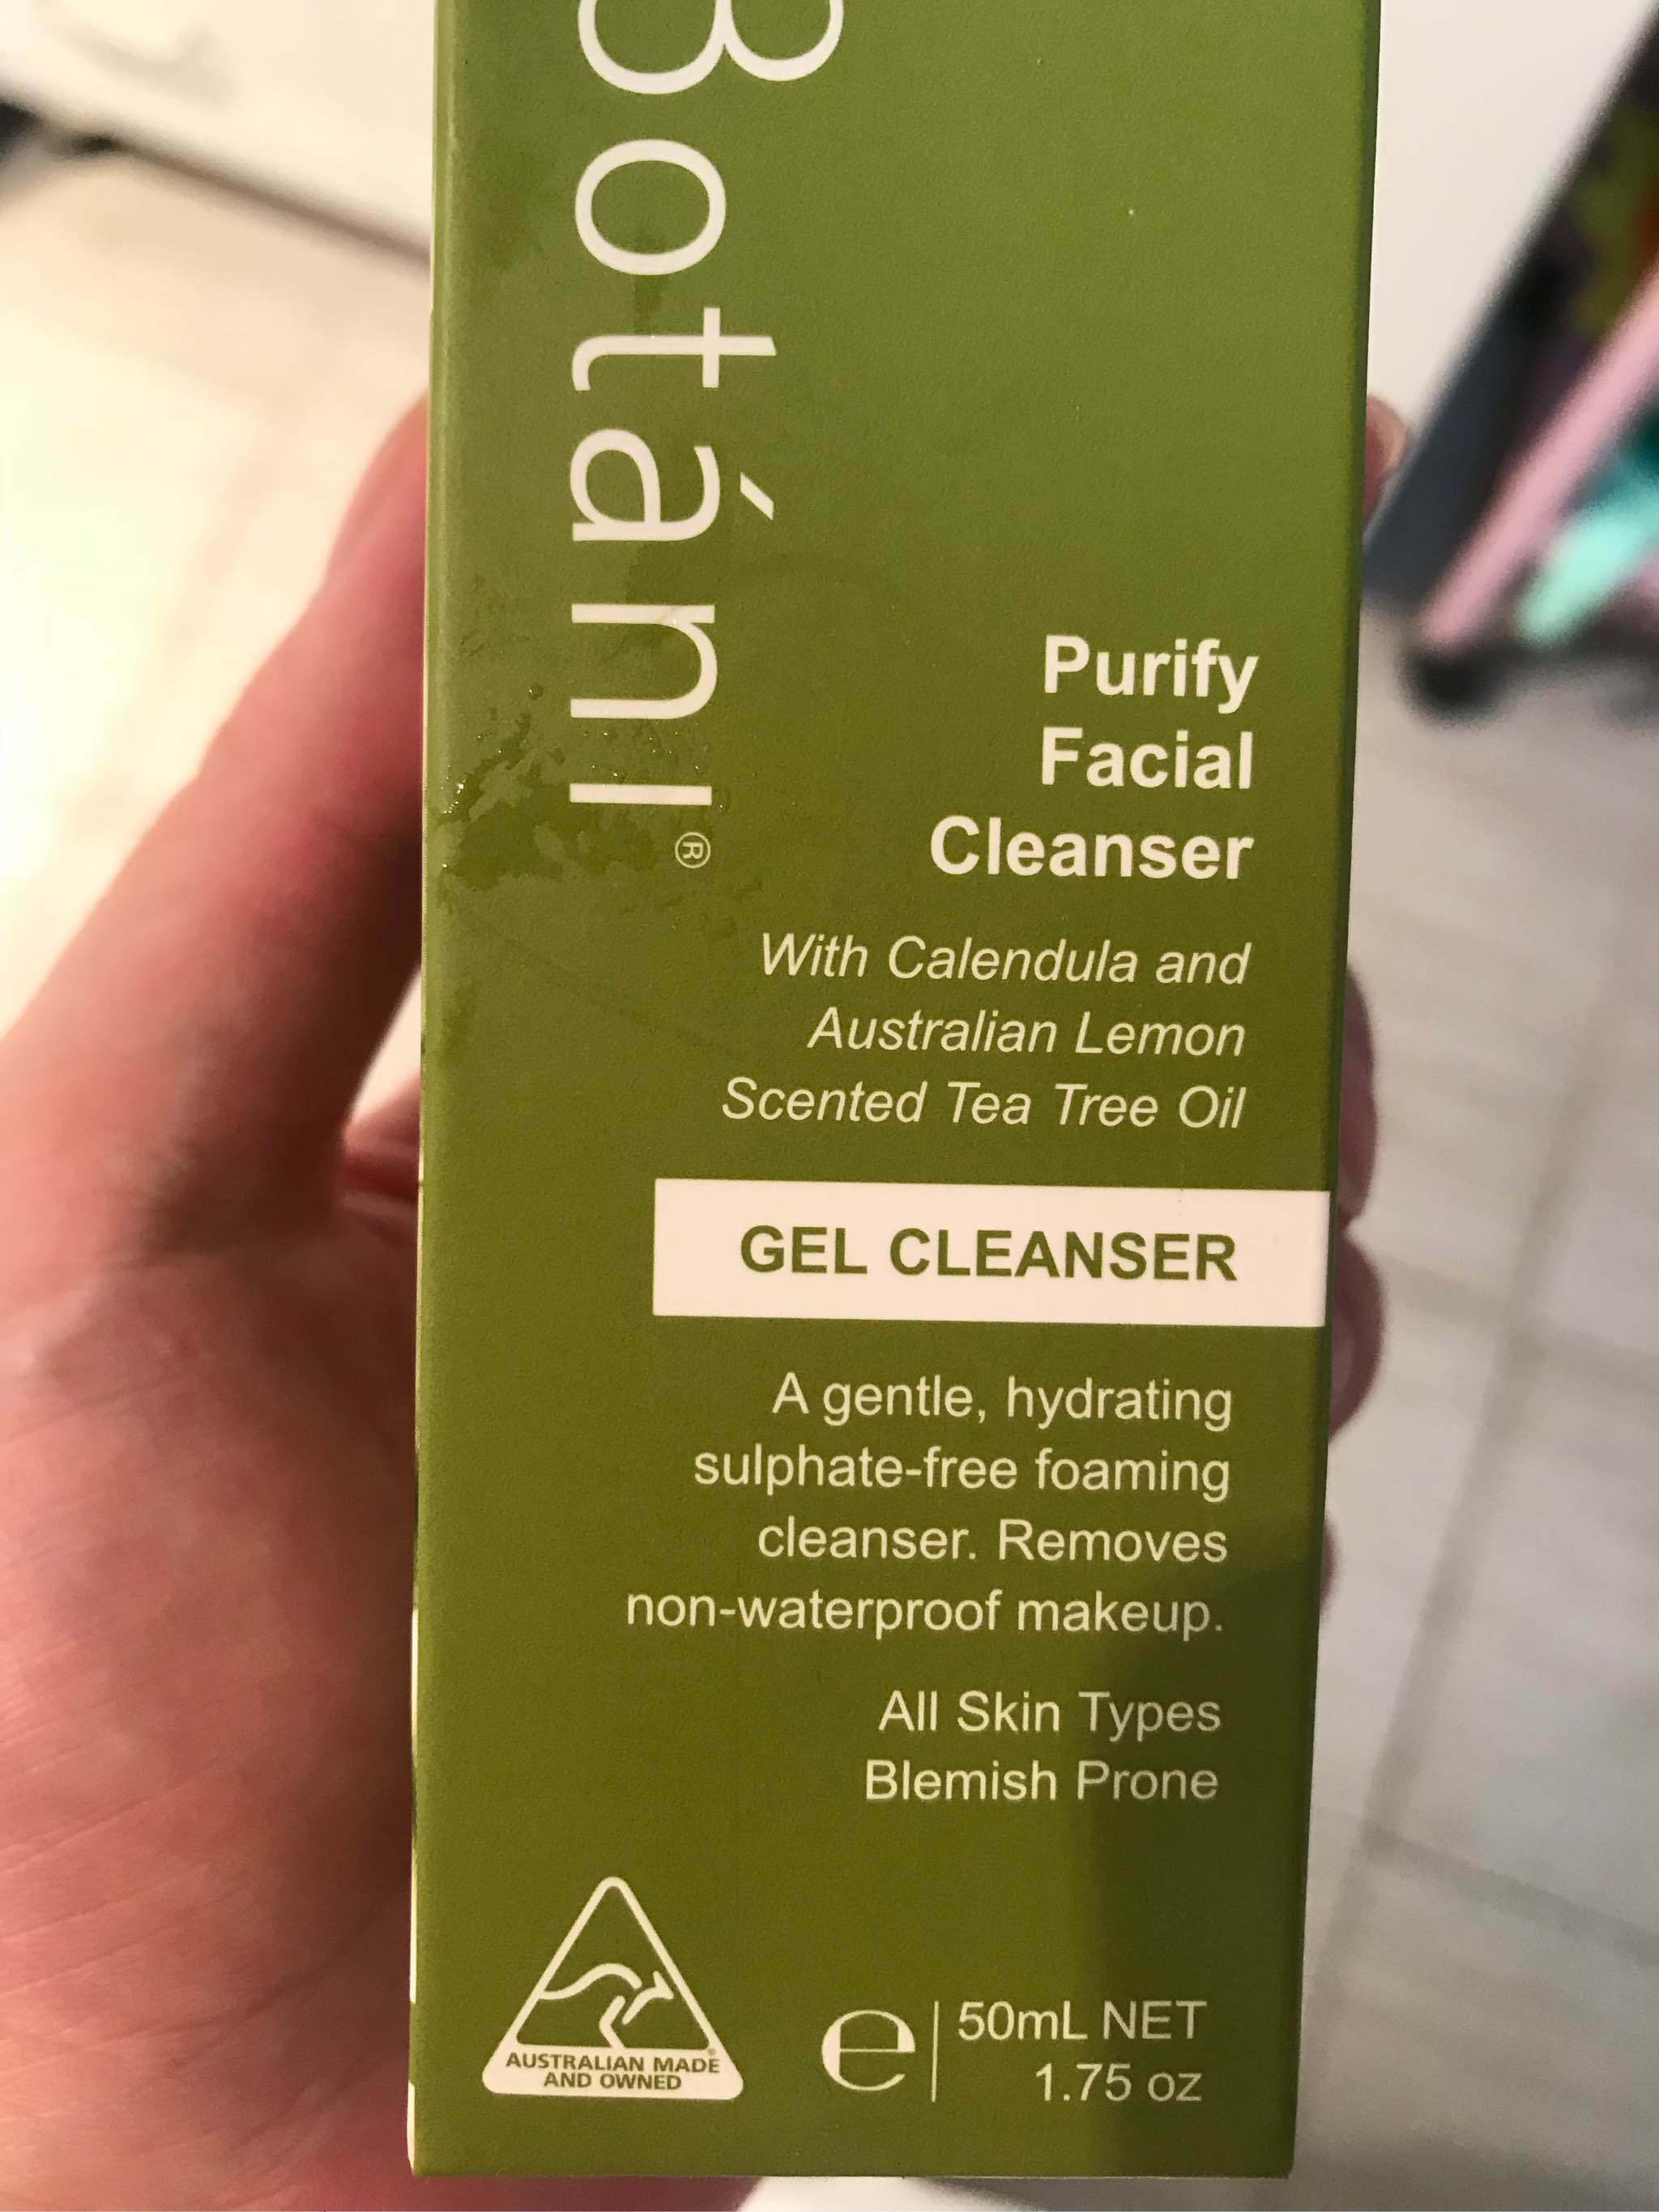 Botáni®
Purify
Facial
Cleanser
With Calendula and
Australian Lemon
Scented Tea Tree Oil
GEL CLEANSER
A gentle, hydrating
sulphate-free foaming
cleanser. Removes
non-waterproof makeup.
All Skin Types
Blemish Prone
AUSTRALIAN MADE
AND OWNED
℮ 50mL NET
1.75 oz